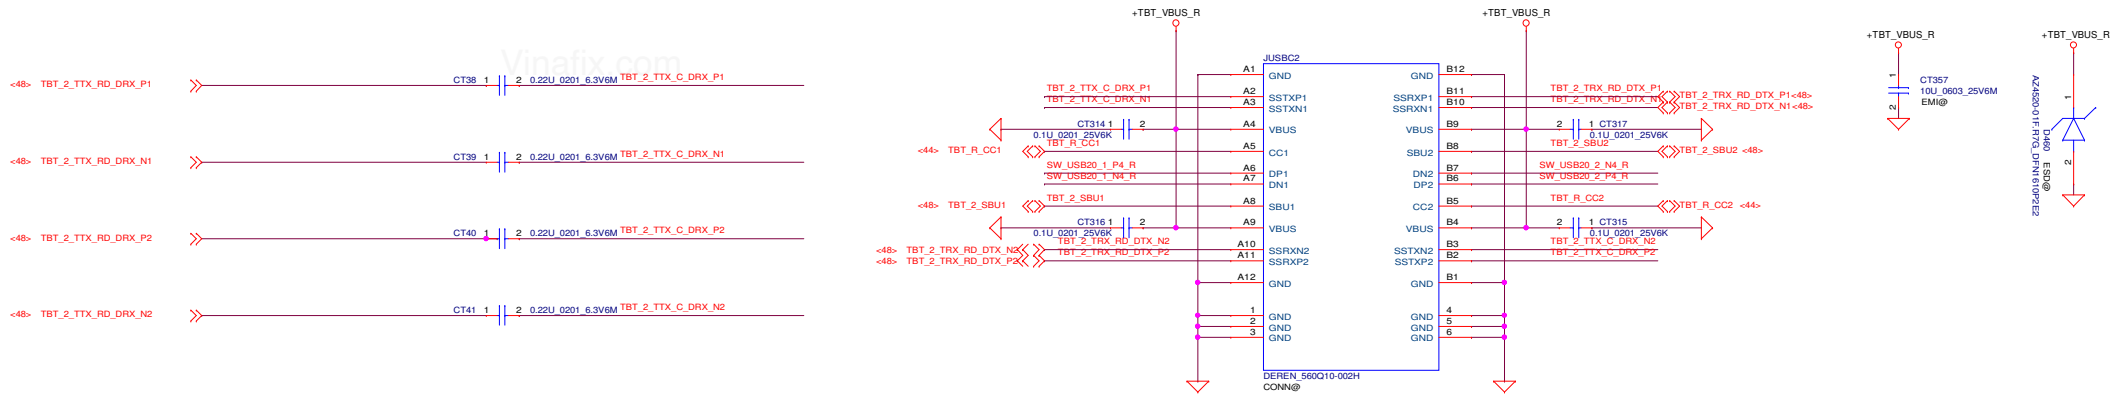 Vinafix.com
<48> TBT_2_TTX_RD_DRX_P1
CT38 1 2 0.22U_0201_6.3V6M TBT_2_TTX_C_DRX_P1
<48> TBT_2_TTX_RD_DRX_N1
CT39 1 2 0.22U_0201_6.3V6M TBT_2_TTX_C_DRX_N1
<48> TBT_2_TTX_RD_DRX_P2
CT40 1 2 0.22U_0201_6.3V6M TBT_2_TTX_C_DRX_P2
<48> TBT_2_TTX_RD_DRX_N2
CT41 1 2 0.22U_0201_6.3V6M TBT_2_TTX_C_DRX_N2
+TBT_VBUS_R
+TBT_VBUS_R
JUSBC2
A1 GND
TBT_2_TTX_C_DRX_P1 A2 SSTXP1
TBT_2_TTX_C_DRX_N1 A3 SSTXN1
CT314 1 2 A4 VBUS
0.1U_0201_25V6K
<44> TBT_R_CC1 TBT_R_CC1 A5 CC1
SW_USB20_1_P4_R A6 DP1
SW_USB20_1_N4_R A7 DN1
<48> TBT_2_SBU1 TBT_2_SBU1 A8 SBU1
CT316 1 2 A9 VBUS
0.1U_0201_25V6K
<48> TBT_2_TRX_RD_DTX_N2 TBT_2_TRX_RD_DTX_N2 A10 SSRXN2
<48> TBT_2_TRX_RD_DTX_P2 TBT_2_TRX_RD_DTX_P2 A11 SSRXP2
A12 GND
1 GND
2 GND
3 GND
GND B12
SSRXP1 B11 TBT_2_TRX_RD_DTX_P1 TBT_2_TRX_RD_DTX_P1 <48>
SSRXN1 B10 TBT_2_TRX_RD_DTX_N1 TBT_2_TRX_RD_DTX_N1 <48>
VBUS B9 2 1 CT317
0.1U_0201_25V6K
SBU2 B8 TBT_2_SBU2 TBT_2_SBU2 <48>
DN2 B7 SW_USB20_2_N4_R
DP2 B6 SW_USB20_2_P4_R
CC2 B5 TBT_R_CC2 TBT_R_CC2 <44>
VBUS B4 2 1 CT315
0.1U_0201_25V6K
SSTXN2 B3 TBT_2_TTX_C_DRX_N2
SSTXP2 B2 TBT_2_TTX_C_DRX_P2
GND B1
GND 4
GND 5
GND 6
DEREN_560Q10-002H
CONN@
+TBT_VBUS_R
1
CT357
10U_0603_25V6M
2
EMI@
+TBT_VBUS_R
1
2
D460 ESD@
AZ4520-01F.R7G_DFN1610P2E2